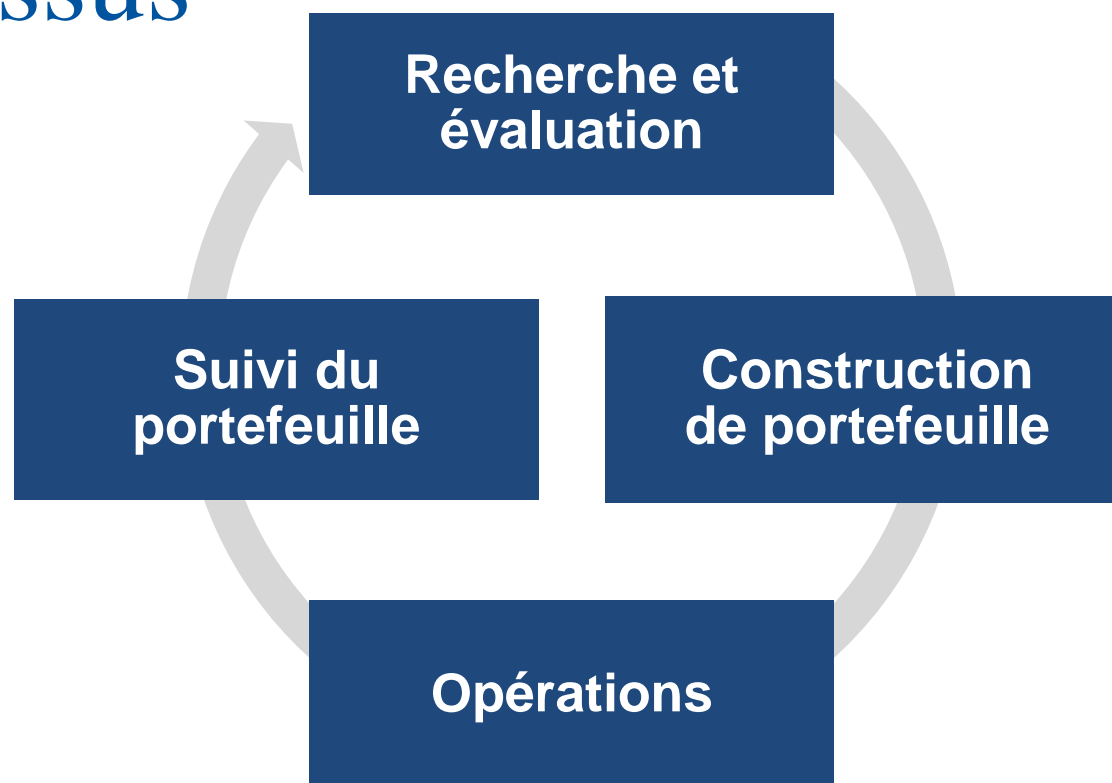 Recherche et
évaluation
Suivi du
portefeuille
Construction
de portefeuille
Opérations